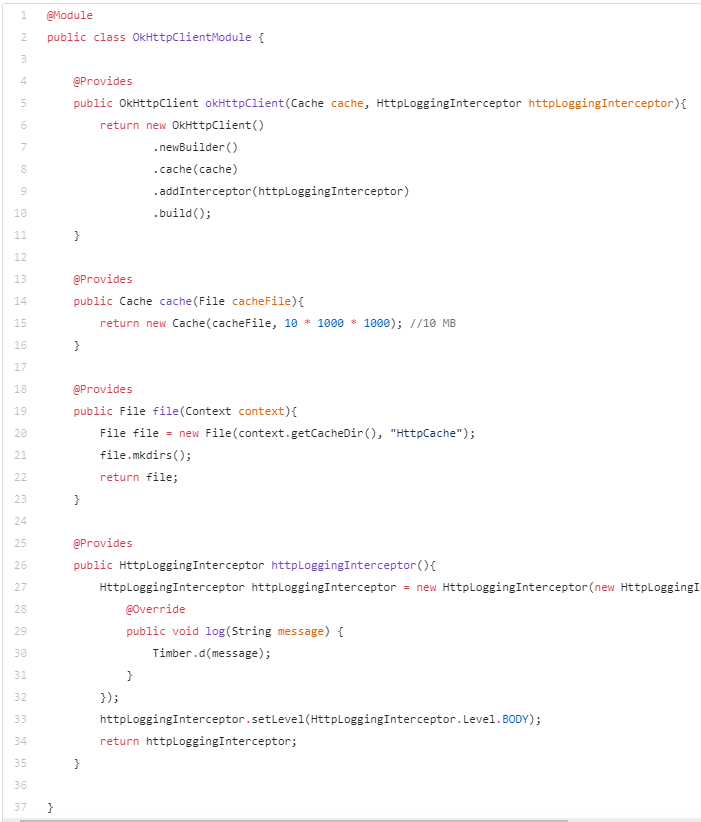 1 @Module
2 public class OkHttpClientModule {
3
4     @Provides
5     public OkHttpClient okHttpClient(Cache cache, HttpLoggingInterceptor httpLoggingInterceptor){
6         return new OkHttpClient()
7                 .newBuilder()
8                 .cache(cache)
9                 .addInterceptor(httpLoggingInterceptor)
10                 .build();
11     }
12
13     @Provides
14     public Cache cache(File cacheFile){
15         return new Cache(cacheFile, 10 * 1000 * 1000); //10 MB
16     }
17
18     @Provides
19     public File file(Context context){
20         File file = new File(context.getCacheDir(), "HttpCache");
21         file.mkdirs();
22         return file;
23     }
24
25     @Provides
26     public HttpLoggingInterceptor httpLoggingInterceptor(){
27         HttpLoggingInterceptor httpLoggingInterceptor = new HttpLoggingInterceptor(new HttpLoggingI
28             @Override
29             public void log(String message) {
30                 Timber.d(message);
31             }
32         });
33         httpLoggingInterceptor.setLevel(HttpLoggingInterceptor.Level.BODY);
34         return httpLoggingInterceptor;
35     }
36
37 }